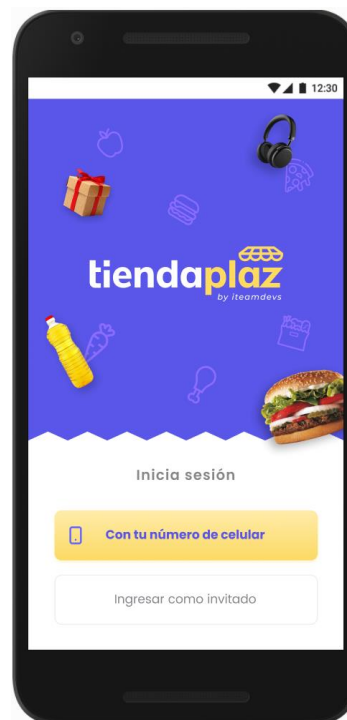 12:30
tiendaplaz
by iteamdevs
Inicia sesión
Con tu número de celular
Ingresar como invitado